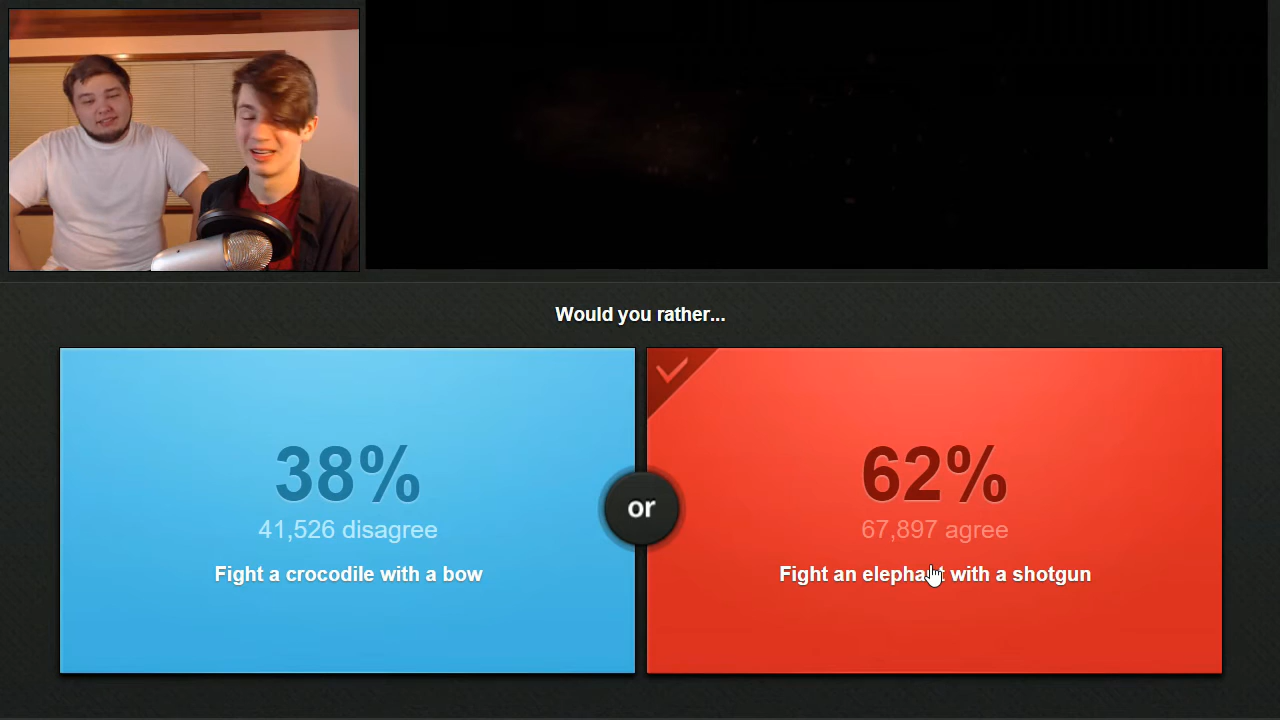 Would you rather...
38%
41,526 disagree
Fight a crocodile with a bow
or
62%
67,897 agree
Fight an elephant with a shotgun